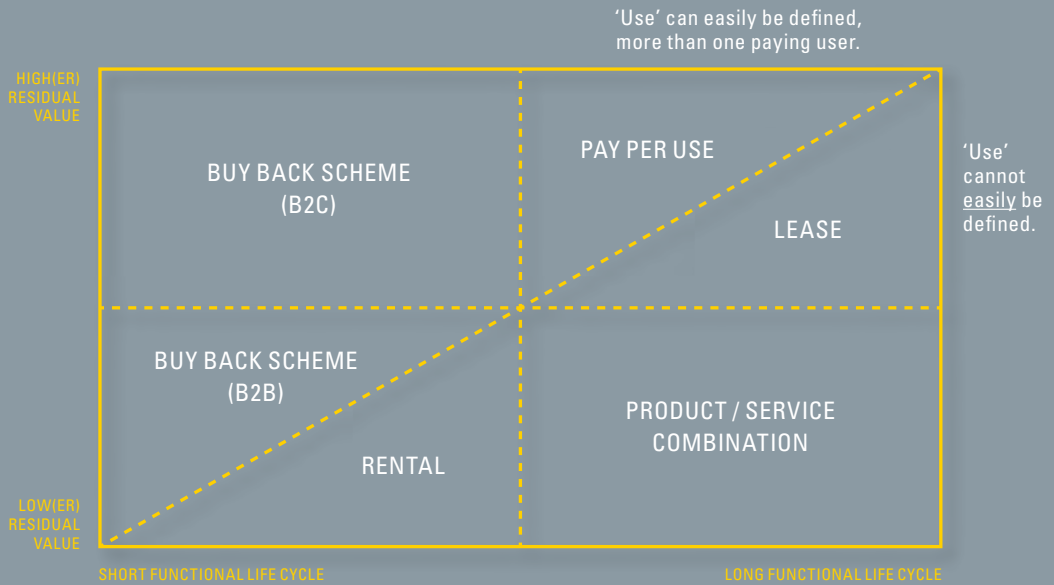 ‘Use’ can easily be defined,
more than one paying user.
HIGH(ER)
RESIDUAL
VALUE
BUY BACK SCHEME
(B2C)
PAY PER USE
LEASE
‘Use’
cannot
easily be
defined.
BUY BACK SCHEME
(B2B)
RENTAL
PRODUCT / SERVICE
COMBINATION
LOW(ER)
RESIDUAL
VALUE
SHORT FUNCTIONAL LIFE CYCLE
LONG FUNCTIONAL LIFE CYCLE